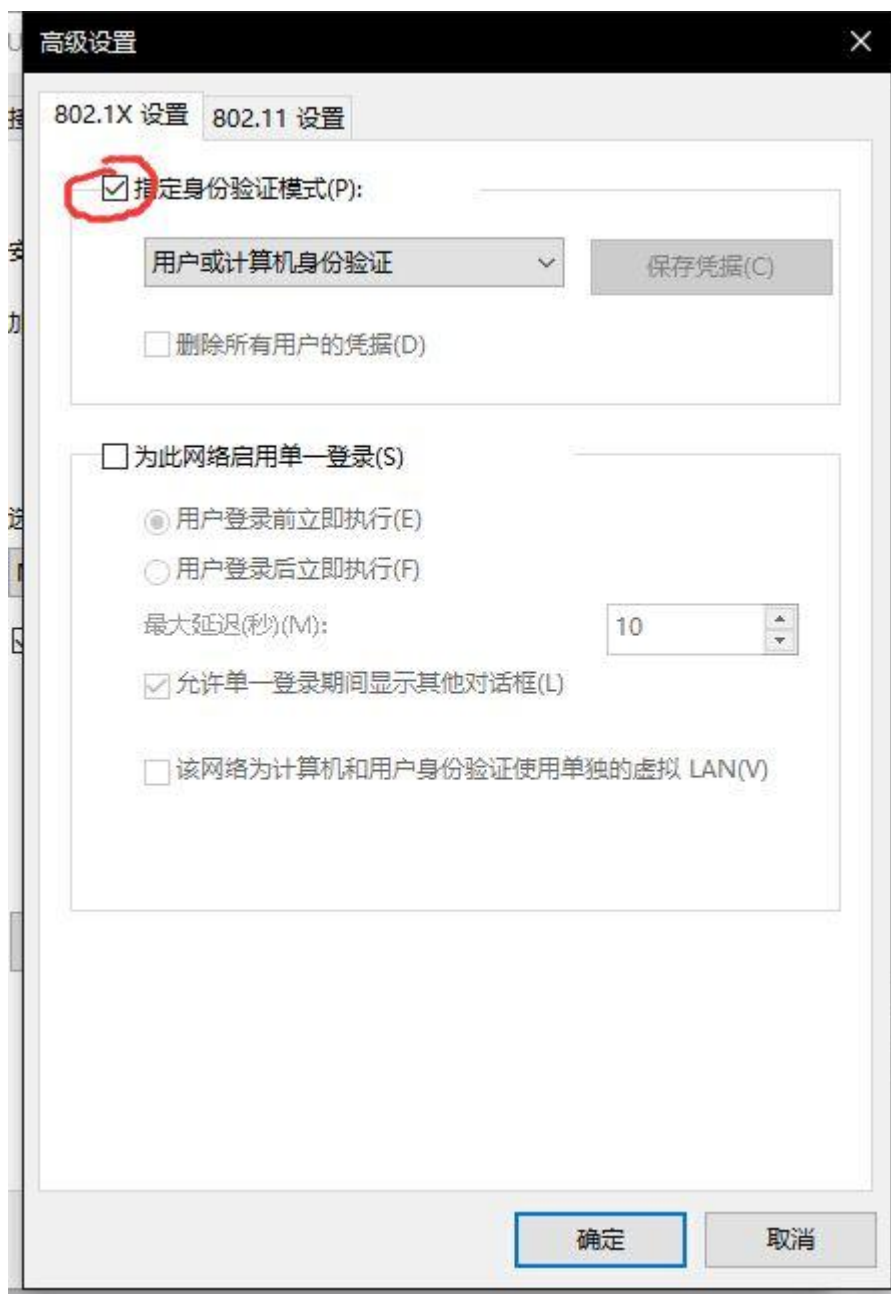 高级设置
802.1X 设置
802.11 设置
指定身份验证模式(P):
用户或计算机身份验证
保存凭据(C)
删除所有用户的凭据(D)
为此网络启用单一登录(S)
用户登录前立即执行(E)
用户登录后立即执行(F)
最大延迟(秒)(M):
10
允许单一登录期间显示其他对话框(L)
该网络为计算机和用户身份验证使用单独的虚拟 LAN(V)
确定
取消